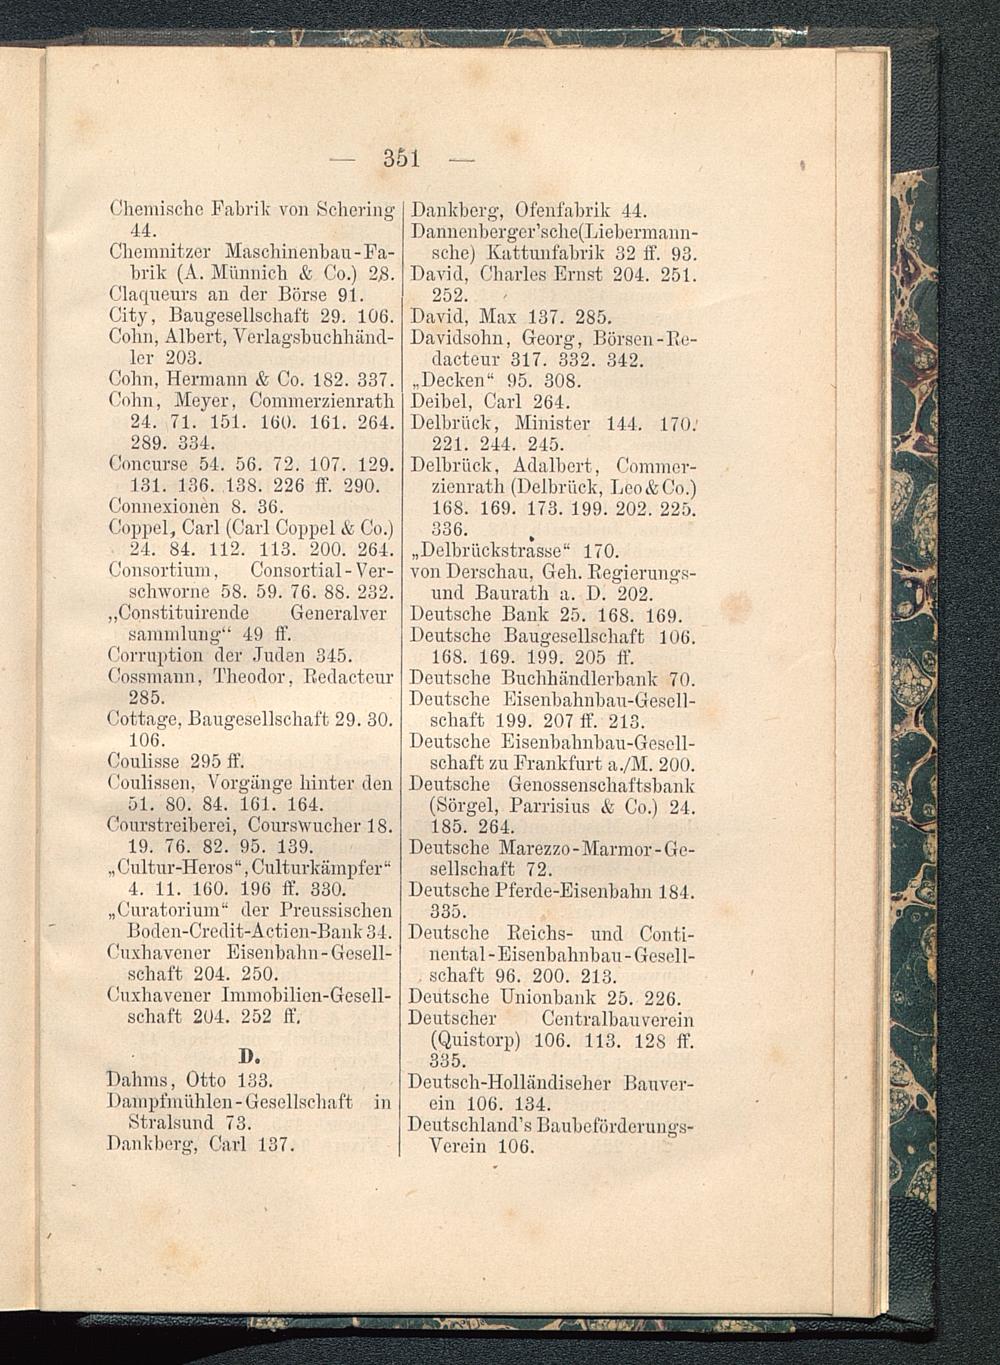 — 351 —
Chemische Fabrik von Schering
44.
Chemnitzer Maschinenbau-Fa-
brik (A. Münnich & Co.) 28.
Claqueurs an der Börse 91.
City, Baugesellschaft 29. 106.
Cohn, Albert, Verlagsbuchhänd-
ler 203.
Cohn, Hermann & Co. 182. 337.
Cohn, Meyer, Commerzienrath
24. 71. 151. 160. 161. 264.
289. 334.
Concurse 54. 56. 72. 107. 129.
131. 136. 138. 226 ff. 290.
Connexionen 8. 36.
Coppel, Carl (Carl Coppel & Co.)
24. 84. 112. 113. 200. 264.
Consortium, Consortial-Ver-
schworne 58. 59. 76. 88. 232.
„Constituirende Generalver
sammlung“ 49 ff.
Corruption der Juden 345.
Cossmann, Theodor, Redacteur
285.
Cottage, Baugesellschaft 29. 30.
106.
Coulisse 295 ff.
Coulissen, Vorgänge hinter den
51. 80. 84. 161. 164.
Courstreiberei, Courswucher 18.
19. 76. 82. 95. 139.
„Cultur-Heros“, Culturkämpfer“
4. 11. 160. 196 ff. 330.
„Curatorium“ der Preussischen
Boden-Credit-Actien-Bank 34.
Cuxhavener Eisenbahn-Gesell-
schaft 204. 250.
Cuxhavener Immobilien-Gesell-
schaft 204. 252 ff.
D.
Dahms, Otto 133.
Dampfmühlen-Gesellschaft in
Stralsund 73.
Dankberg, Carl 137.
Dankberg, Ofenfabrik 44.
Dannenberger'sche(Liebermann-
sche) Kattunfabrik 32 ff. 93.
David, Charles Ernst 204. 251.
252.
David, Max 137. 285.
Davidsohn, Georg, Börsen-Re-
dacteur 317. 332. 342.
„Decken“ 95. 308.
Deibel, Carl 264.
Delbrück, Minister 144. 170.
221. 244. 245.
Delbrück, Adalbert, Commer-
zienrath (Delbrück, Leo & Co.)
168. 169. 173. 199. 202. 225.
336.
„Delbrückstrasse“ 170.
von Derschau, Geh. Regierungs-
und Baurath a. D. 202.
Deutsche Bank 25. 168. 169.
Deutsche Baugesellschaft 106.
168. 169. 199. 205 ff.
Deutsche Buchhändlerbank 70.
Deutsche Eisenbahnbau-Gesell-
schaft 199. 207 ff. 213.
Deutsche Eisenbahnbau-Gesell-
schaft zu Frankfurt a./M. 200.
Deutsche Genossenschaftsbank
(Sörgel, Parrisius & Co.) 24.
185. 264.
Deutsche Marezzo-Marmor-Ge-
sellschaft 72.
Deutsche Pferde-Eisenbahn 184.
335.
Deutsche Reichs- und Conti-
nental-Eisenbahnbau-Gesell-
schaft 96. 200. 213.
Deutsche Unionbank 25. 226.
Deutscher Centralbauverein
(Quistorp) 106. 113. 128 ff.
335.
Deutsch-Holländischer Bauver-
ein 106. 134.
Deutschland's Baubeförderungs-
Verein 106.